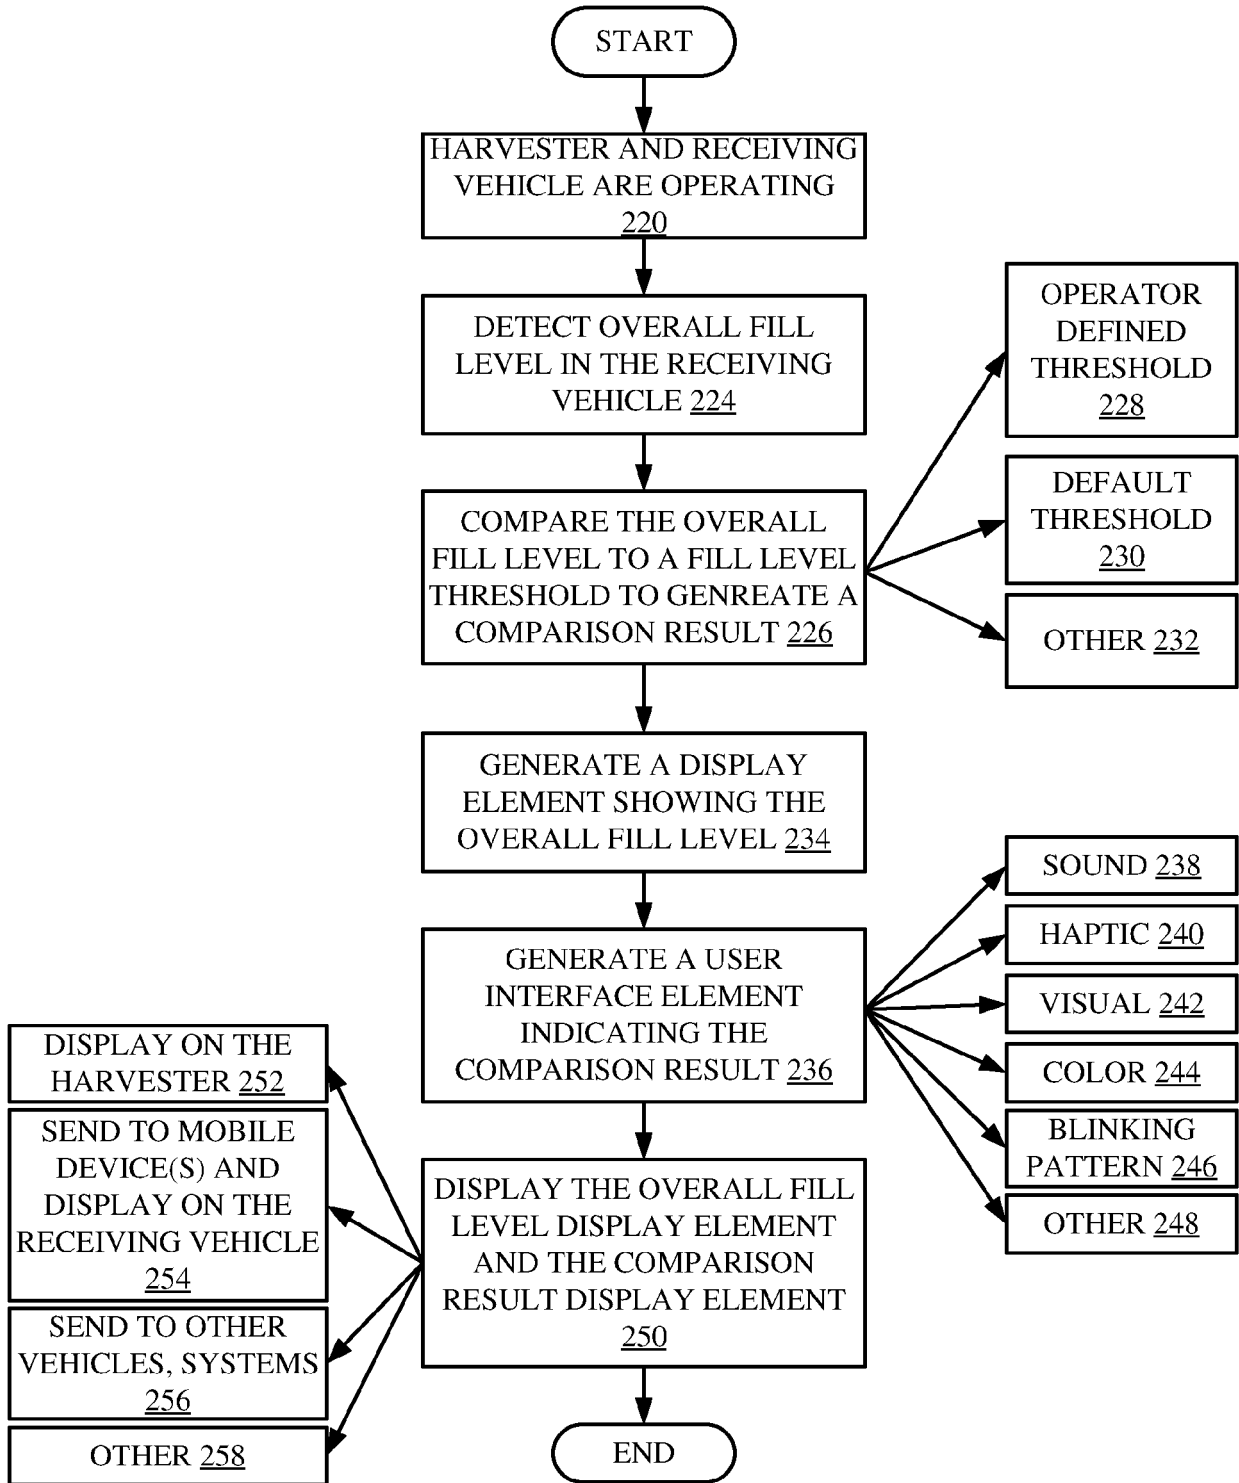 START
HARVESTER AND RECEIVING
VEHICLE ARE OPERATING
220
DETECT OVERALL FILL
LEVEL IN THE RECEIVING
VEHICLE 224
COMPARE THE OVERALL
FILL LEVEL TO A FILL LEVEL
THRESHOLD TO GENREATE A
COMPARISON RESULT 226
OPERATOR
DEFINED
THRESHOLD
228
DEFAULT
THRESHOLD
230
OTHER 232
GENERATE A DISPLAY
ELEMENT SHOWING THE
OVERALL FILL LEVEL 234
GENERATE A USER
INTERFACE ELEMENT
INDICATING THE
COMPARISON RESULT 236
SOUND 238
HAPTIC 240
VISUAL 242
COLOR 244
BLINKING
PATTERN 246
OTHER 248
DISPLAY THE OVERALL FILL
LEVEL DISPLAY ELEMENT
AND THE COMPARISON
RESULT DISPLAY ELEMENT
250
DISPLAY ON THE
HARVESTER 252
SEND TO MOBILE
DEVICE(S) AND
DISPLAY ON THE
RECEIVING VEHICLE
254
SEND TO OTHER
VEHICLES, SYSTEMS
256
OTHER 258
END